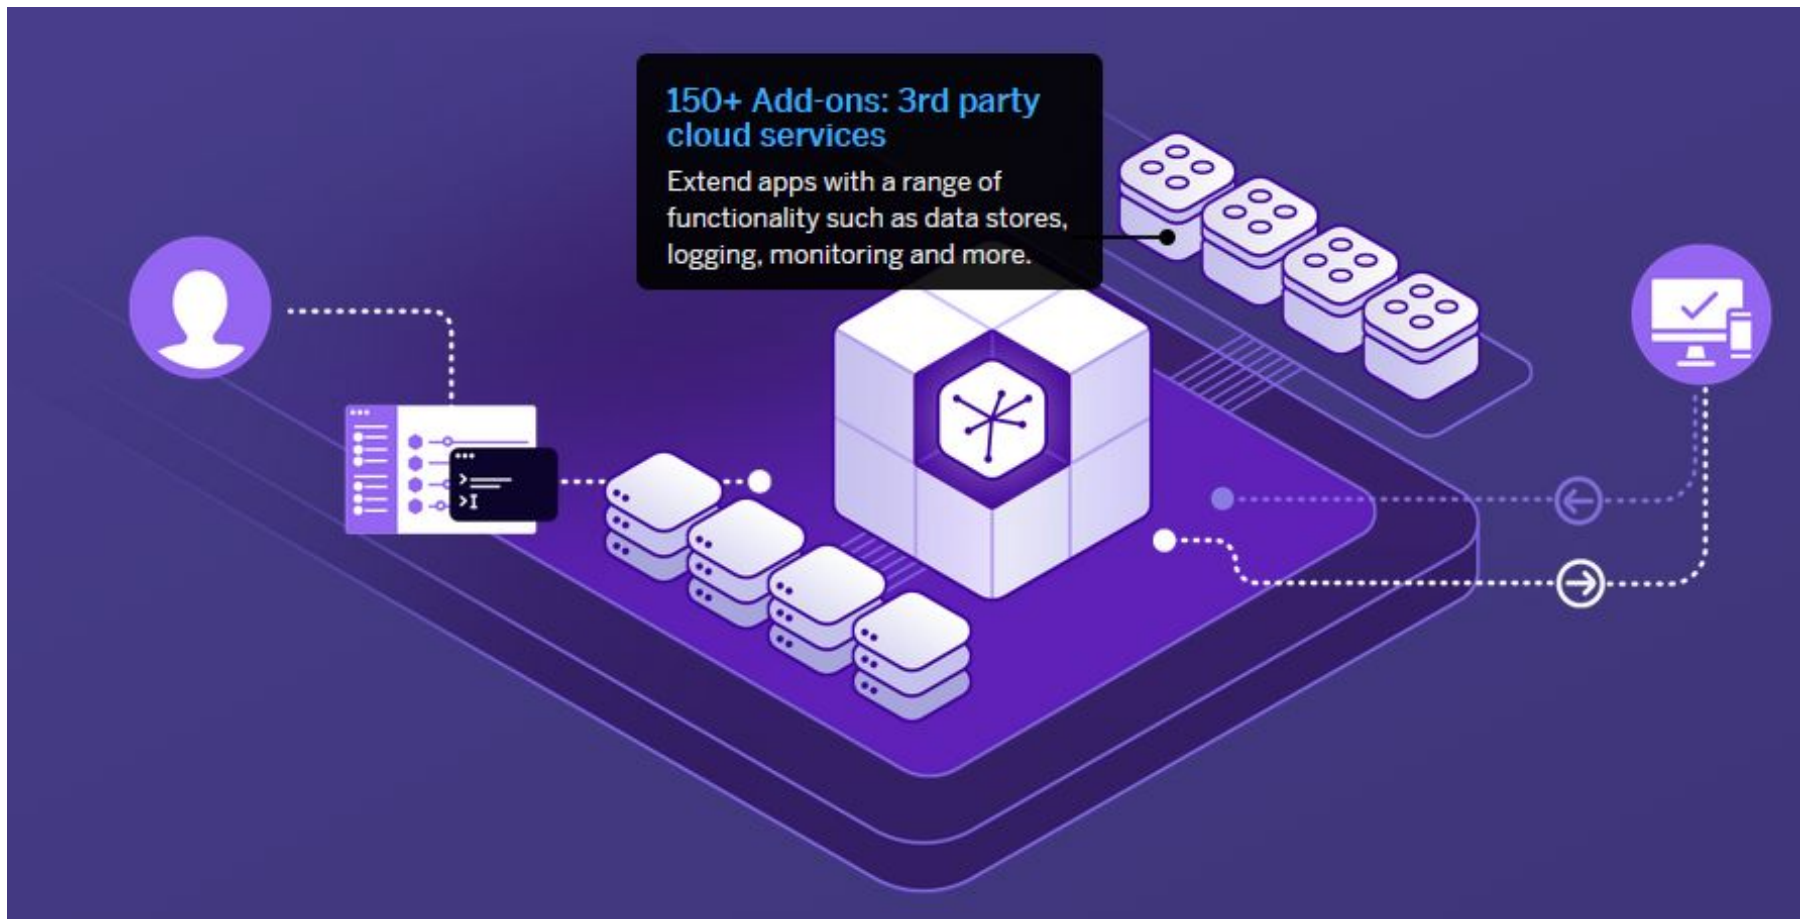 150+ Add-ons: 3rd party
cloud services
Extend apps with a range of
functionality such as data stores,
logging, monitoring and more.